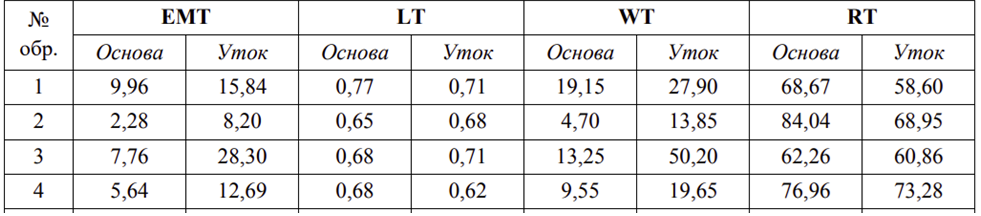 № обр. EMT LT WT RT
Основа Уток Основа Уток Основа Уток Основа Уток
1 9,96 15,84 0,77 0,71 19,15 27,90 68,67 58,60
2 2,28 8,20 0,65 0,68 4,70 13,85 84,04 68,95
3 7,76 28,30 0,68 0,71 13,25 50,20 62,26 60,86
4 5,64 12,69 0,68 0,62 9,55 19,65 76,96 73,28